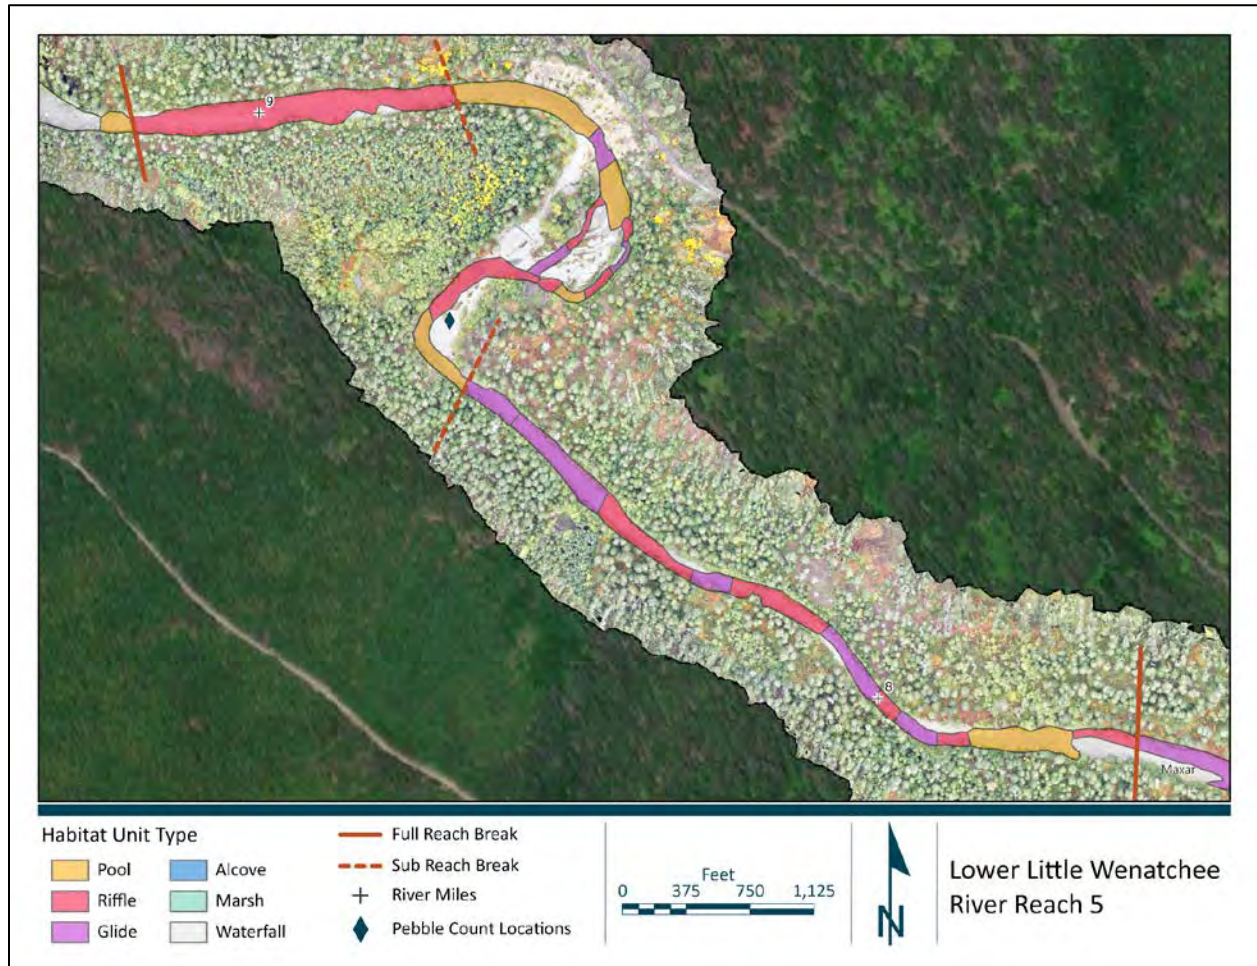 9
8
Maxar
Habitat Unit Type
Pool
Riffle
Glide
Alcove
Marsh
Waterfall
Full Reach Break
Sub Reach Break
River Miles
Pebble Count Locations
Feet
0 375 750 1,125
N
Lower Little Wenatchee
River Reach 5